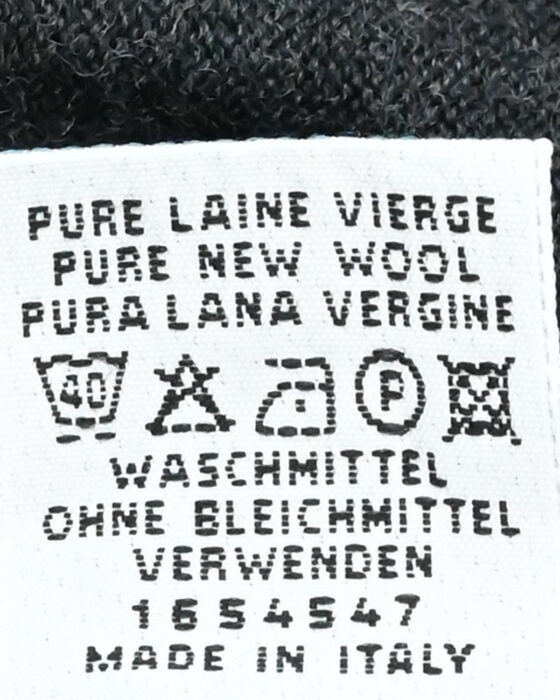 PURE LAINE VIERGE
PURE NEW WOOL
PURA LANA VERGINE
40 P
WASCHMITTEL
OHNE BLEICHMITTEL
VERWENDEN
1654547
MADE IN ITALY